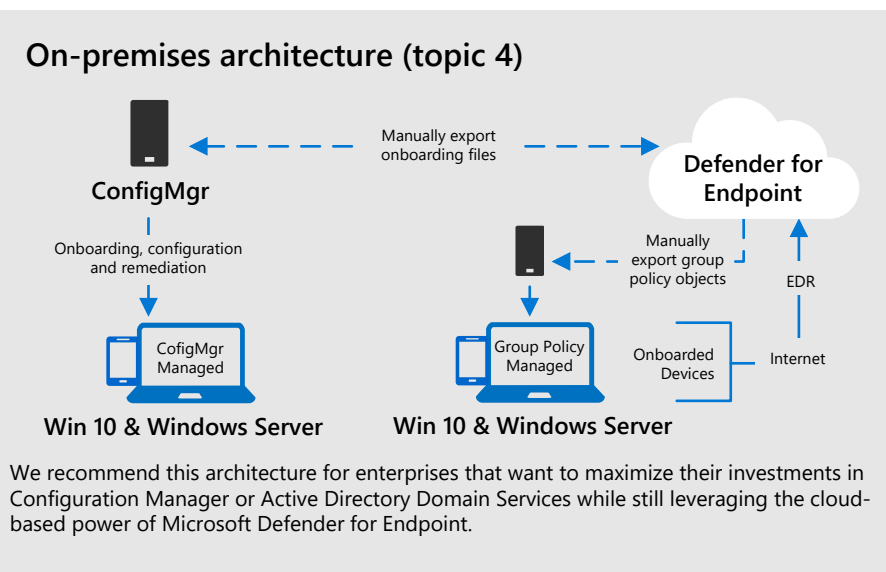 On-premises architecture (topic 4)
Manually export
onboarding files
Defender for
Endpoint
ConfigMgr
Onboarding, configuration
and remediation
Manually
export group
policy objects
EDR
CofigMgr
Managed
Group Policy
Managed
Onboarded
Devices
Internet
Win 10 & Windows Server
Win 10 & Windows Server
We recommend this architecture for enterprises that want to maximize their investments in
Configuration Manager or Active Directory Domain Services while still leveraging the cloud-
based power of Microsoft Defender for Endpoint.